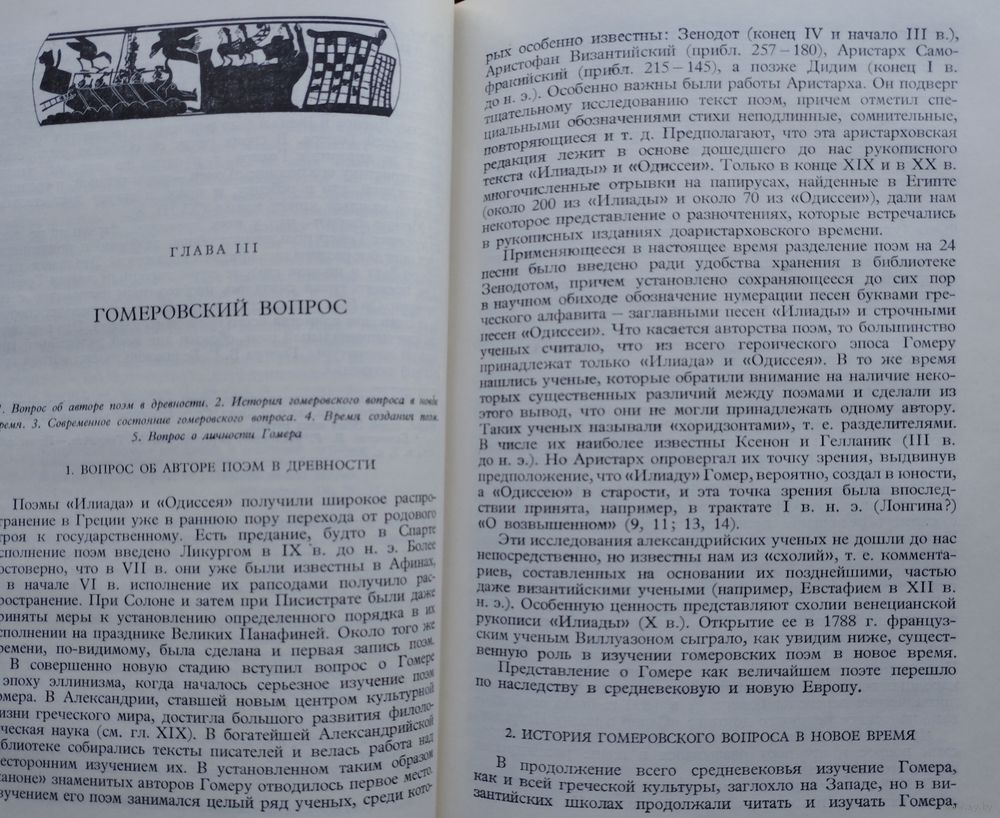 ГЛАВА III
ГОМЕРОВСКИЙ ВОПРОС
1. Вопрос об авторе поэм в древности. 2. История гомеровского вопроса в новое
время. 3. Современное состояние гомеровского вопроса. 4. Время создания поэм.
5. Вопрос о личности Гомера
1. ВОПРОС ОБ АВТОРЕ ПОЭМ В ДРЕВНОСТИ
Поэмы «Илиада» и «Одиссея» получили широкое распро-
странение в Греции уже в раннюю пору перехода от родового
строя к государственному. Есть предание, будто в Спарте
исполнение поэм введено Ликургом в IX в. до н. э. Более
достоверно, что в VII в. они уже были известны в Афинах,
в начале VI в. исполнение их рапсодами получило рас-
пространение. При Солоне и затем при Писистрате были даже
приняты меры к установлению определенного порядка в их
исполнении на празднике Великих Панафиней. Около того же
времени, по-видимому, была сделана и первая запись поэм.
В совершенно новую стадию вступил вопрос о Гомере
эпоху эллинизма, когда началось серьезное изучение поэм
Гомера. В Александрии, ставшей новым центром культурной
жизни греческого мира, достигла большого развития филоло-
гическая наука (см. гл. XIX). В богатейшей Александрийской
библиотеке собирались тексты писателей и велась работа над
всесторонним изучением их. В установленном таким образом
«каноне» знаменитых авторов Гомеру отводилось первое место.
Изучением его поэм занимался целый ряд ученых, среди кото-
рых особенно известны: Зенодот (конец IV и начало III в.),
Аристофан Византийский (прибл. 257—180), Аристарх Само-
фракийский (прибл. 215—145), а позже Дидим (конец I в.
до н. э.). Особенно важны были работы Аристарха. Он подверг
тщательному исследованию текст поэм, причем отметил спе-
циальными обозначениями стихи неподлинные, сомнительные,
повторяющиеся и т. д. Предполагают, что эта аристарховская
редакция лежит в основе дошедшего до нас рукописного
текста «Илиады» и «Одиссеи». Только в конце XIX и в XX в.
многочисленные отрывки на папирусах, найденные в Египте
(около 200 из «Илиады» и около 70 из «Одиссеи»), дали нам
некоторое представление о разночтениях, которые встречались
в рукописных изданиях доаристарховского времени.
Применяющееся в настоящее время разделение поэм на 24
песни было введено ради удобства хранения в библиотеке
Зенодотом, причем установлено сохраняющееся до сих пор
в научном обиходе обозначение нумерации песен буквами гре-
ческого алфавита — заглавными песен «Илиады» и строчными
песен «Одиссеи». Что касается авторства поэм, то большинство
ученых считало, что из всего героического эпоса Гомеру
принадлежат только «Илиада» и «Одиссея». В то же время
нашлись ученые, которые обратили внимание на наличие неко-
торых существенных различий между поэмами и сделали из
этого вывод, что они не могли принадлежать одному автору.
Таких ученых называли «хоридзонтами», т. е. разделителями.
В числе их наиболее известны Ксенон и Гелланик (III в.
до н. э.). Но Аристарх опровергал их точку зрения, выдвинув
предположение, что «Илиаду» Гомер, вероятно, создал в юности,
а «Одиссею» в старости, и эта точка зрения была впослед-
ствии принята, например, в трактате I в. н. э. (Лонгина?)
«О возвышенном» (9, 11; 13, 14).
Эти исследования александрийских ученых не дошли до нас
непосредственно, но известны нам из «схолий», т. е. коммента-
риев, составленных на основании их позднейшими, частью
даже византийскими учеными (например, Евстафием в XII в.
н. э.). Особенную ценность представляют схолии венецианской
рукописи «Илиады» (X в.). Открытие ее в 1788 г. француз-
ским ученым Виллуазоном сыграло, как увидим ниже, сущест-
венную роль в изучении гомеровских поэм в новое время.
Представление о Гомере как величайшем поэте перешло
по наследству в средневековую и новую Европу.
2. ИСТОРИЯ ГОМЕРОВСКОГО ВОПРОСА В НОВОЕ ВРЕМЯ
В продолжение всего средневековья изучение Гомера,
как и всей греческой культуры, заглохло на Западе, но в ви-
зантийских школах продолжали читать и изучать Гомера,